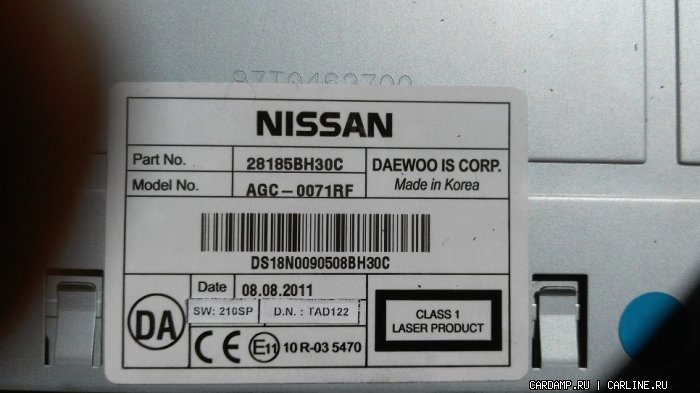 NISSAN
Part No. 28185BH30C
Model No. AGC-0071RF
DAEWOO IS CORP.
Made in Korea
DS18N0090508BH30C
Date 08.08.2011
SW: 210SP D.N.: TAD122
DA
CE E11 10 R-03 5470
CLASS 1
LASER PRODUCT
CARDAMP.RU | CARLINE.RU